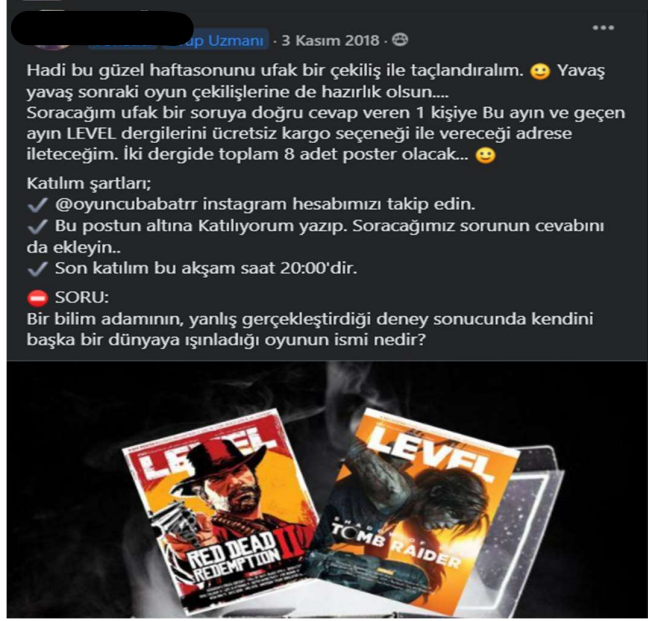 up Uzmanı · 3 Kasım 2018 ·
Hadi bu güzel haftasonunu ufak bir çekiliş ile taçlandıralım. 🙂 Yavaş
yavaş sonraki oyun çekilişlerine de hazırlık olsun....
Soracağım ufak bir soruya doğru cevap veren 1 kişiye Bu ayın ve geçen
ayın LEVEL dergilerini ücretsiz kargo seçeneği ile vereceği adrese
ileteceğim. İki dergide toplam 8 adet poster olacak... 🙂
Katılım şartları;
✔ @oyuncubabatrr instagram hesabımızı takip edin.
✔ Bu postun altına Katılıyorum yazıp. Soracağımız sorunun cevabını
da ekleyin..
✔ Son katılım bu akşam saat 20:00'dir.
⛔ SORU:
Bir bilim adamının, yanlış gerçekleştirdiği deney sonucunda kendini
başka bir dünyaya ışınladığı oyunun ismi nedir?
LEVEL
RED DEAD
REDEMPTION II
LEVEL
SHADOW OF
TOMB RAIDER